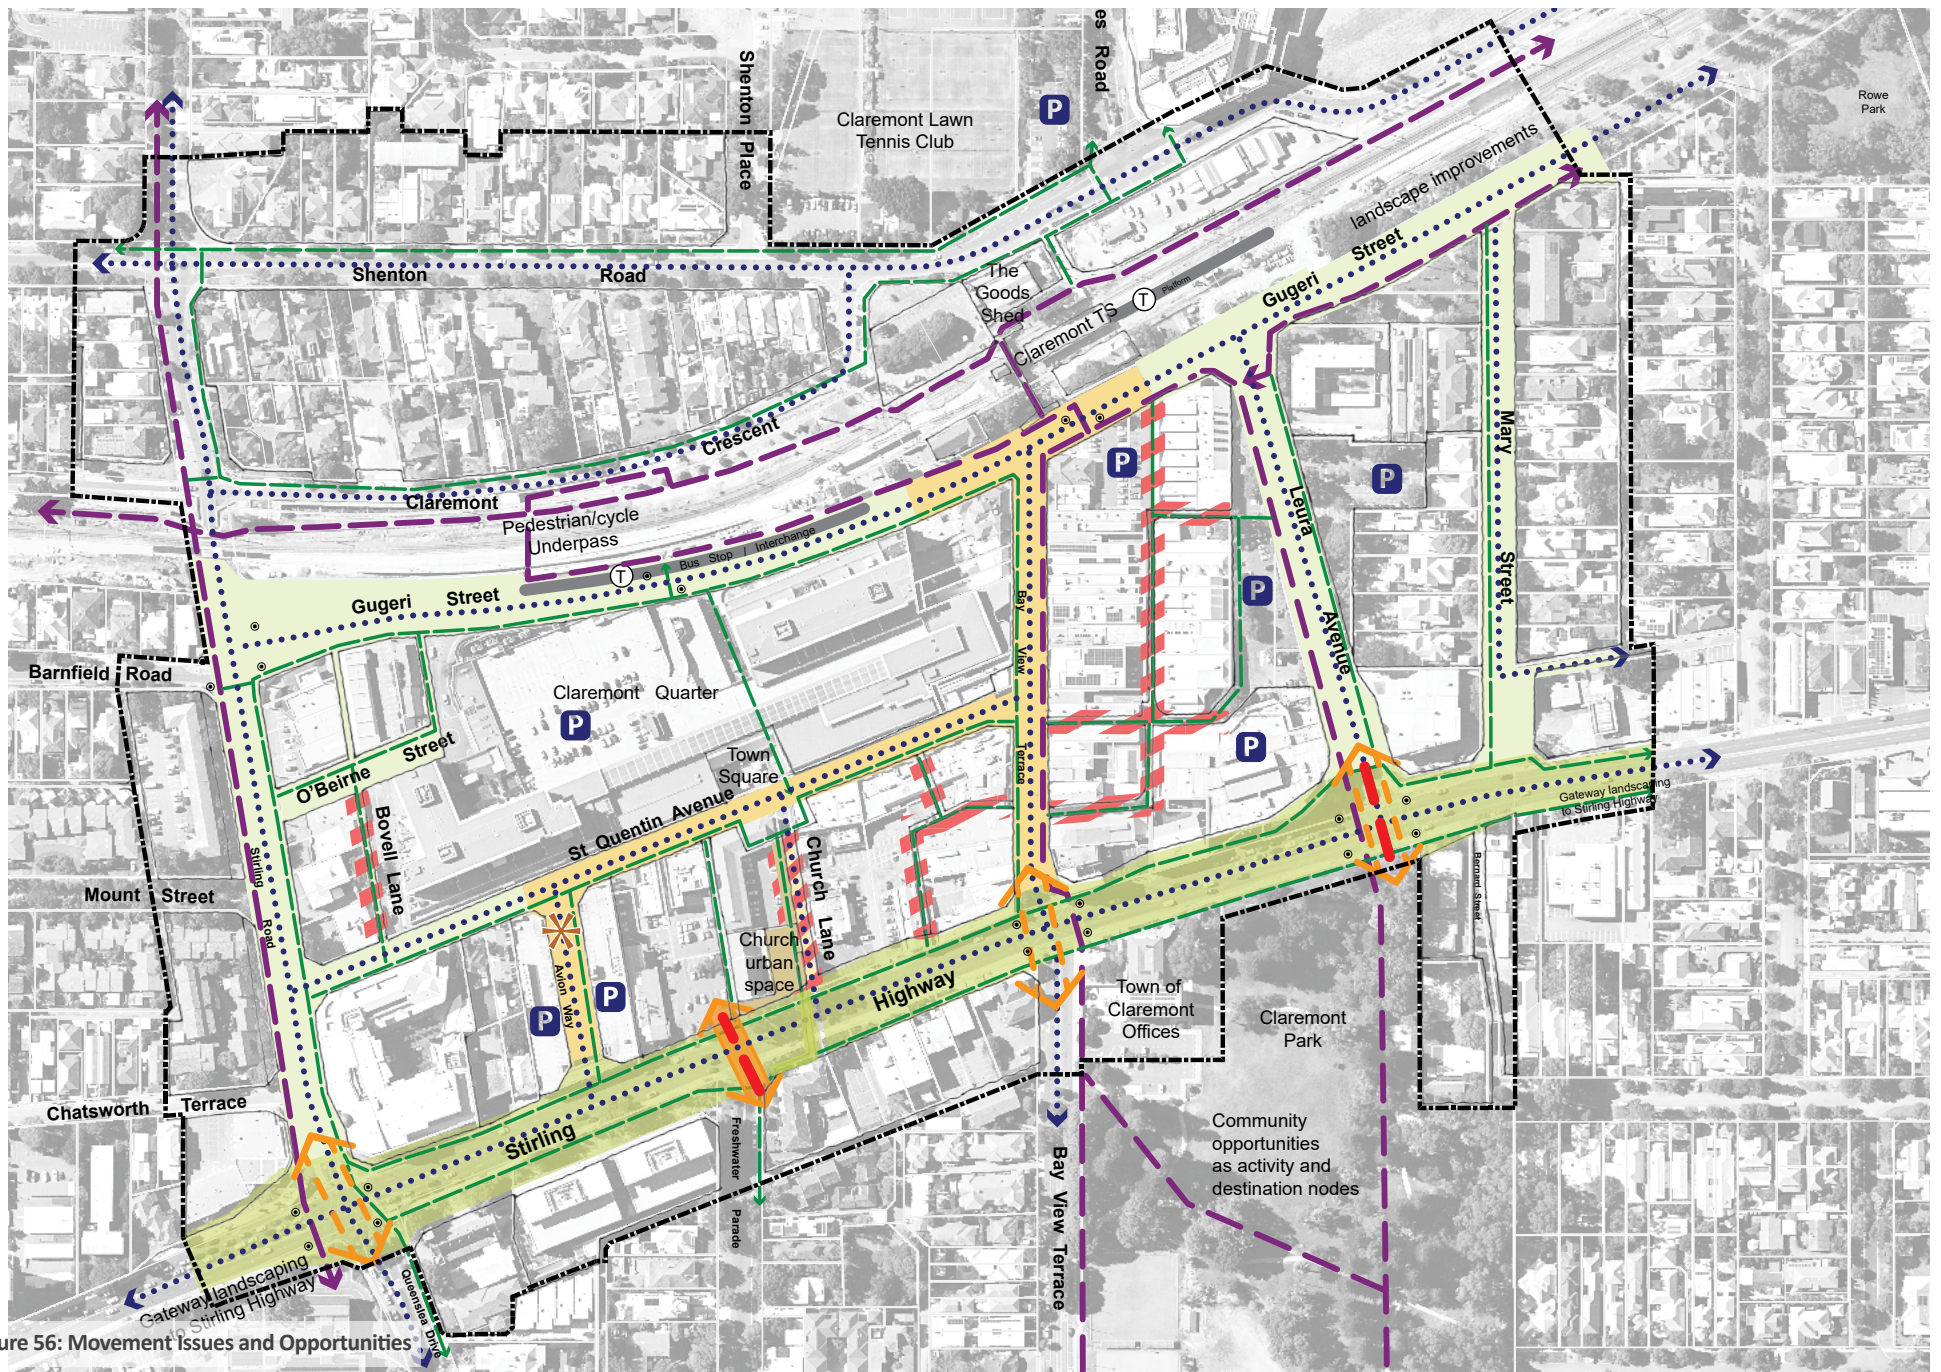 es Road
Shenton Place
P
Claremont Lawn
Tennis Club
Rowe
Park
landscape improvements
Shenton Road
The
Goods
Shed
Claremont TS
T
Platform
Gugeri Street
Crescent
Claremont
Pedestrian/cycle
Underpass
Bus Stop / Interchange
T
P
P
Mary
Street
Leura
Avenue
Gugeri Street
Bay
View
Terrace
P
Barnfield Road
Claremont Quarter
P
P
O'Beirne Street
Town
Square
St Quentin Avenue
Bovell Lane
Church Lane
Stirling
Road
Mount Street
Gateway landscaping
to Stirling Highway
Bernard Street
Church
urban
space
Avion Way
P
P
Highway
Town of
Claremont
Offices
Claremont
Park
Chatsworth Terrace
Stirling
Freshwater
Parade
Bay View Terrace
Community
opportunities
as activity and
destination nodes
Gateway landscaping
to Stirling Highway
Queenslea Drive
ure 56: Movement Issues and Opportunities